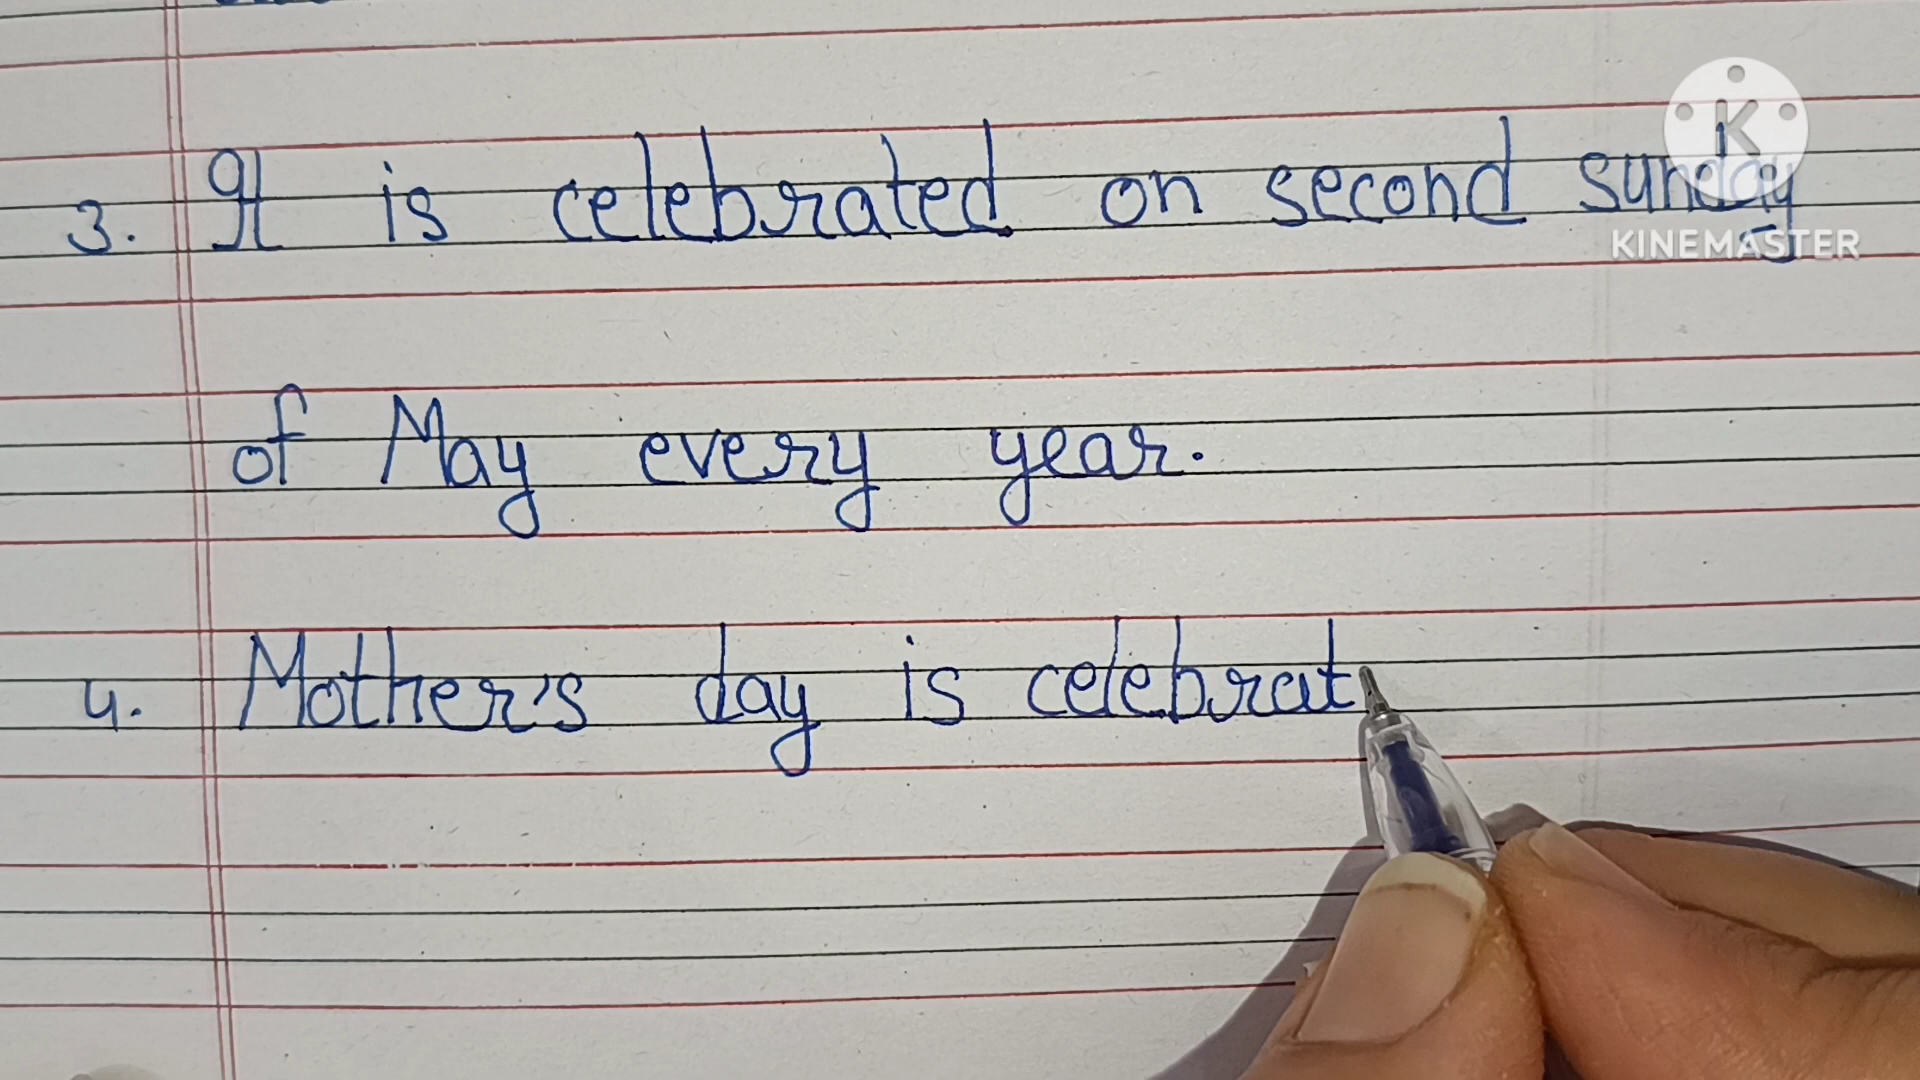 3. It is celebrated on second sunday
KINEMASTER
of May every year.
4. Mother's day is celebrat